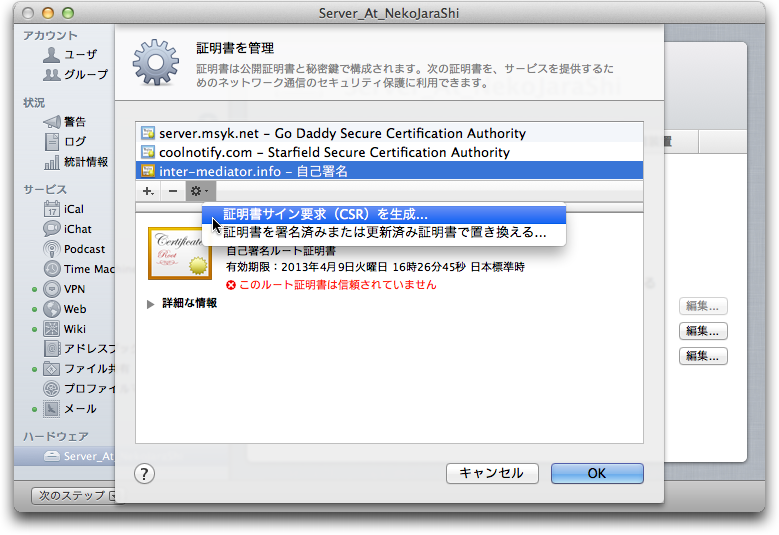 Server_At_NekoJaraShi
アカウント
ユーザ
グループ
状況
警告
ログ
統計情報
サービス
iCal
iChat
Podcast
Time Mac
VPN
Web
Wiki
アドレスブ
ファイル共
プロファイル
メール
ハードウェア
Server_At
次のステップ
証明書を管理
証明書は公開証明書と秘密鍵で構成されます。次の証明書を、サービスを提供するた
めのネットワーク通信のセキュリティ保護に利用できます。
server.msyk.net – Go Daddy Secure Certification Authority
coolnotify.com – Starfield Secure Certification Authority
inter-mediator.info – 自己署名
証明書サイン要求（CSR）を生成...
証明書を署名済みまたは更新済み証明書で置き換える...
Certificate
Root
自己署名ルート証明書
有効期限：2013年4月9日火曜日 16時26分45秒 日本標準時
このルート証明書は信頼されていません
詳細な情報
編集...
編集...
編集...
?
キャンセル
OK